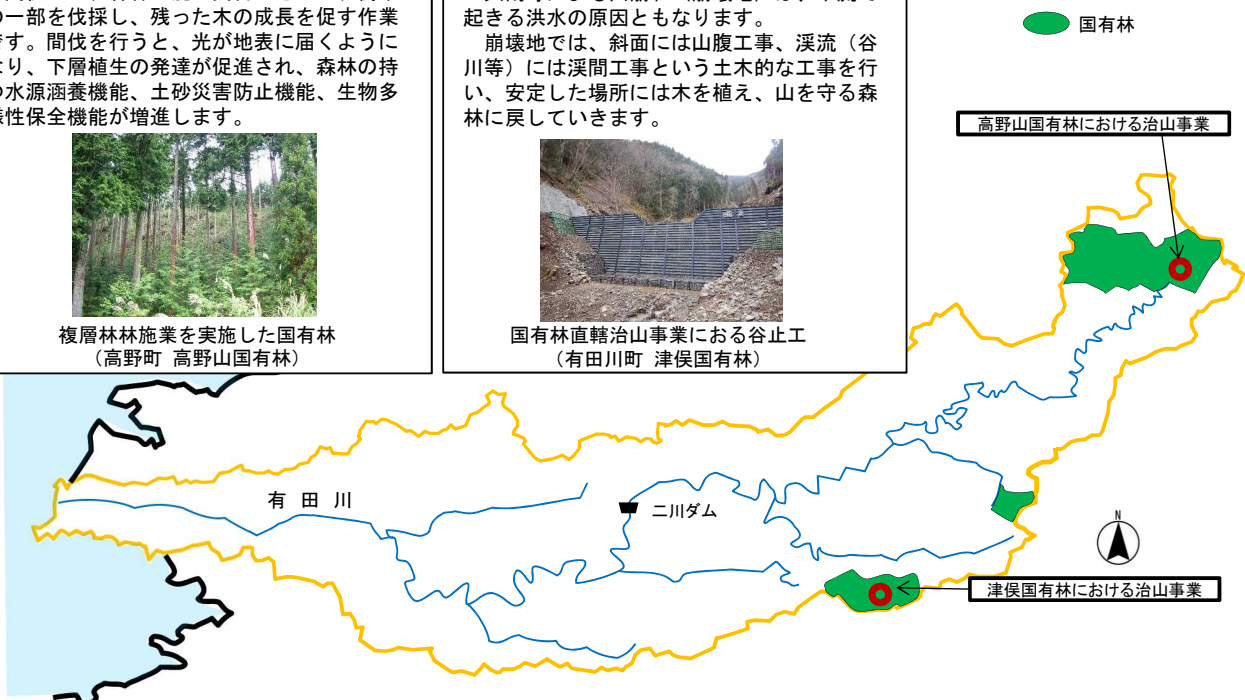 の一部を伐採し、残った木の成長を促す作業
です。間伐を行うと、光が地表に届くように
なり、下層植生の発達が促進され、森林の持
つ水源涵養機能、土砂災害防止機能、生物多
様性保全機能が増進します。
複層林林施業を実施した国有林
(高野町 高野山国有林)
起きる洪水の原因ともなります。
崩壊地では、斜面には山腹工事、渓流(谷
川等)には渓間工事という土木的な工事を行
い、安定した場所には木を植え、山を守る森
林に戻していきます。
国有林直轄治山事業におる谷止工
(有田川町 津俣国有林)
国有林
高野山国有林における治山事業
有 田 川
二川ダム
N
津俣国有林における治山事業